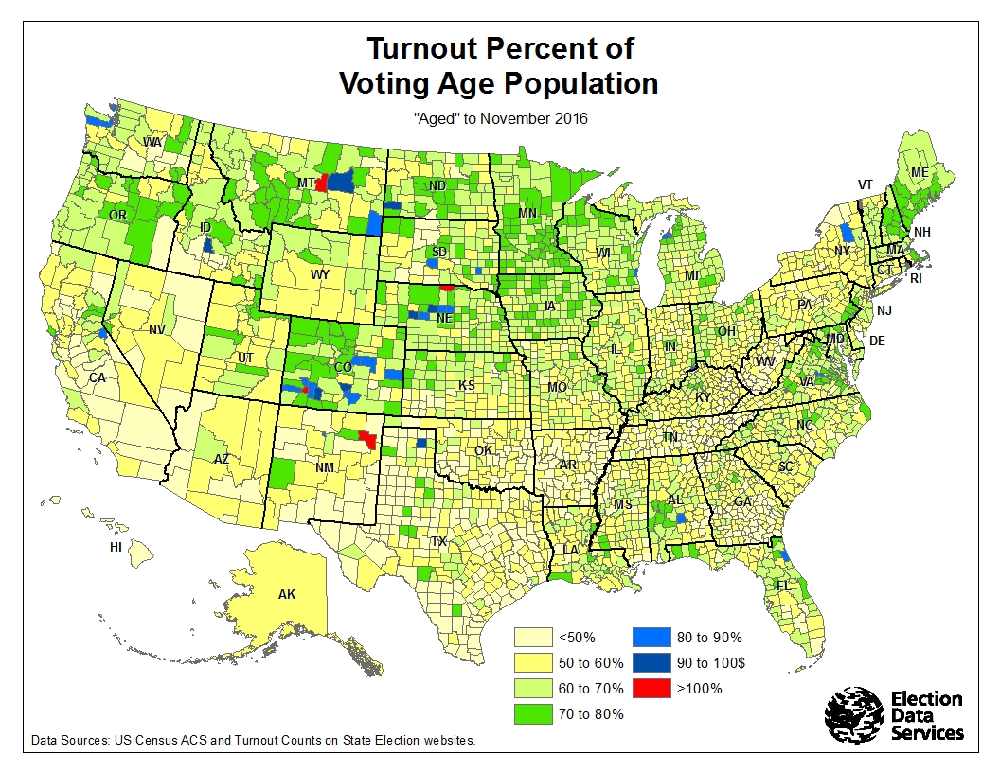 Turnout Percent of
Voting Age Population
"Aged" to November 2016
WA
MT
ND
MN
ME
VT
OR
ID
SD
WI
MI
NY
NH
MA
CT
RI
WY
IA
PA
NJ
NV
NE
OH
MD
DE
UT
CO
IL
IN
WV
VA
CA
KS
MO
KY
NC
TN
AZ
NM
OK
AR
SC
MS
AL
GA
HI
TX
LA
FL
AK
<50%
50 to 60%
60 to 70%
70 to 80%
80 to 90%
90 to 100$
>100%
Election
Data
Services
Data Sources: US Census ACS and Turnout Counts on State Election websites.